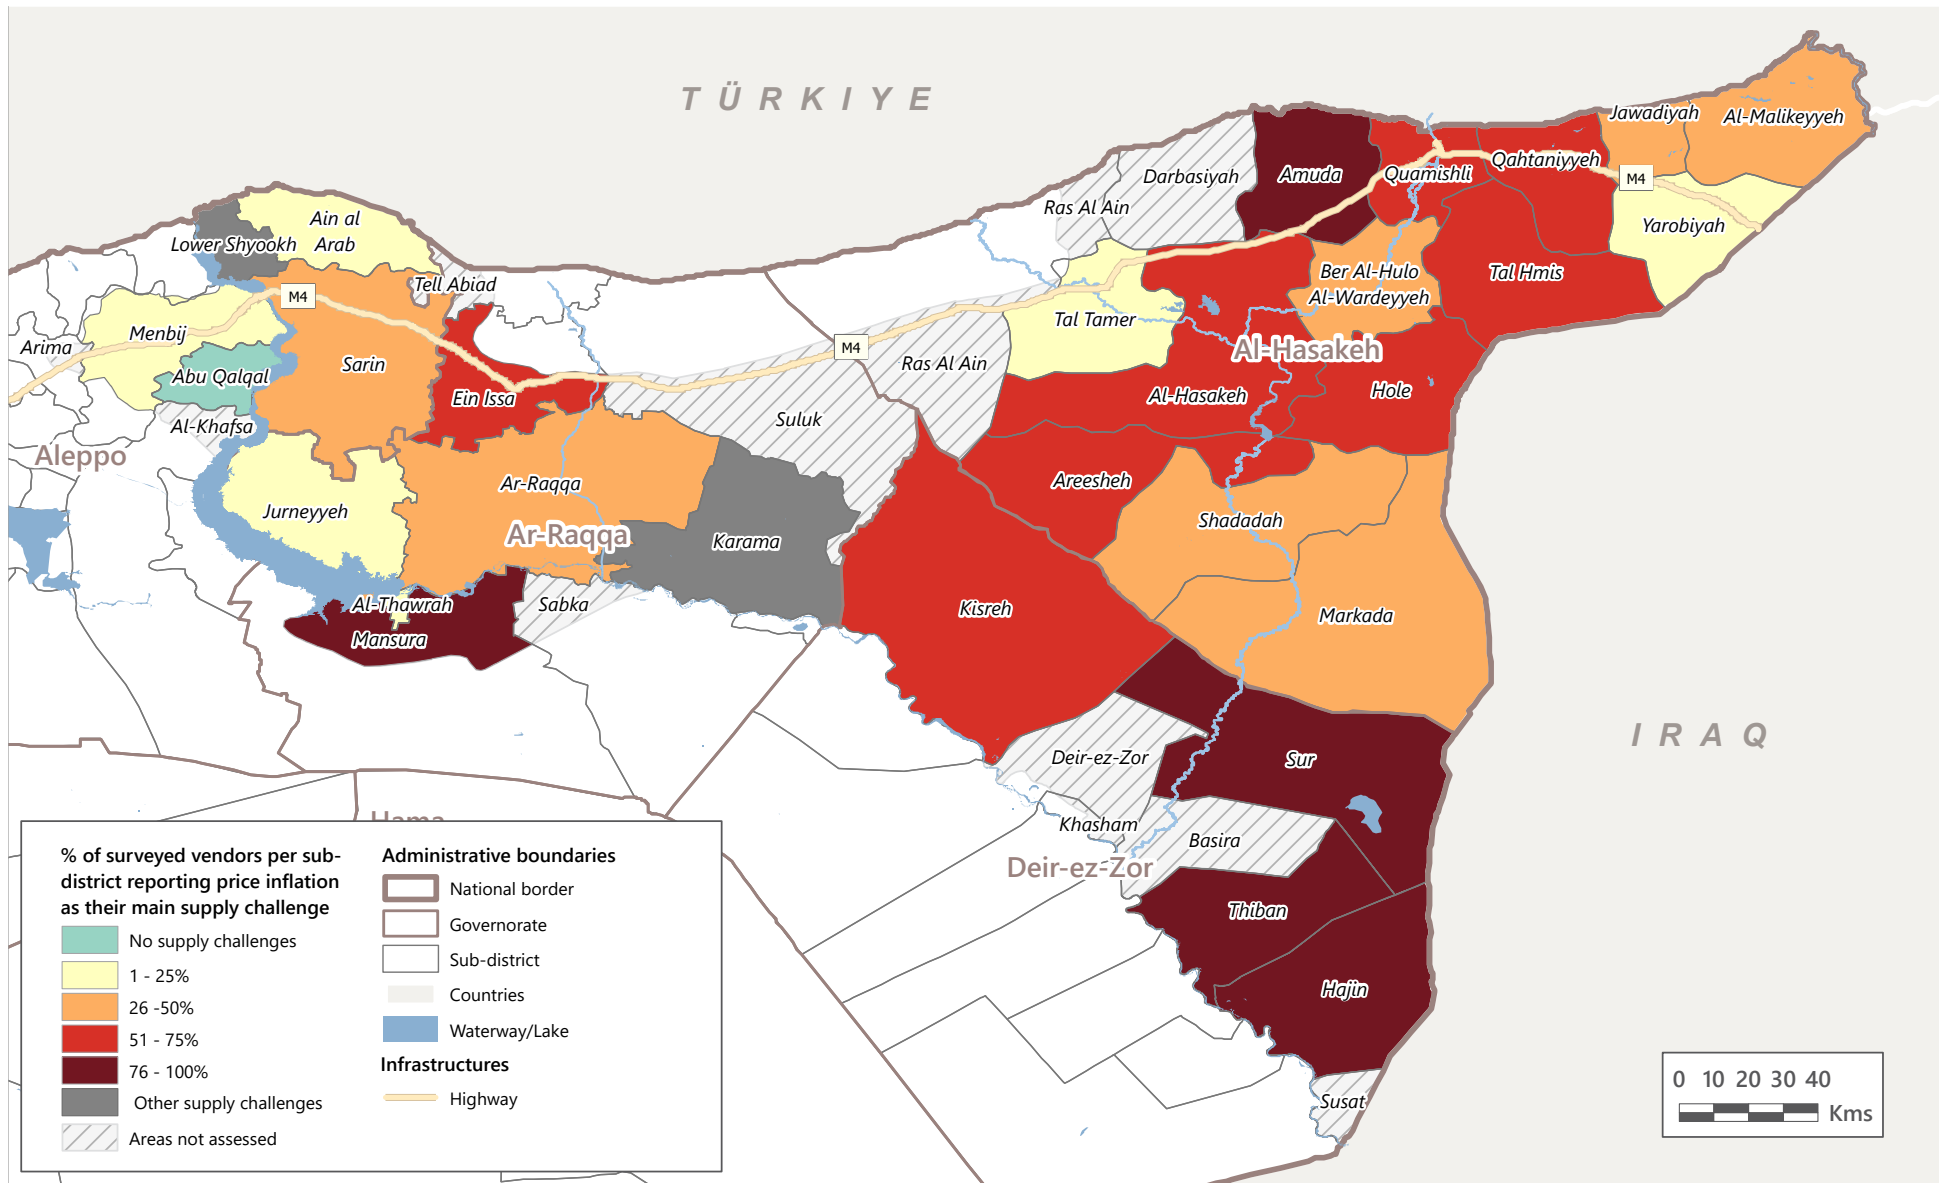 TÜRKIYE
Jawadiyah
Al-Malikeyyeh
Darbasiyah
Amuda
Quamishli
Qahtaniyyeh
M4
Ras Al Ain
Yarobiyah
Ain al
Arab
Lower Shyookh
Tell Abiad
Ber Al-Hulo
Al-Wardeyyeh
Tal Hmis
M4
Menbij
Tal Tamer
Arima
Sarin
M4
Ras Al Ain
Al-Hasakeh
Abu Qalqal
Ein Issa
Al-Hasakeh
Hole
Al-Khafsa
Suluk
Aleppo
Ar-Raqqa
Areesheh
Jurneyyeh
Shadadah
Ar-Raqqa
Karama
Al-Thawrah
Sabka
Kisreh
Markada
Mansura
IRAQ
Deir-ez-Zor
Sur
Hama
Khasham
Basira
Deir-ez-Zor
Thiban
Hajin
Susat
% of surveyed vendors per sub-
district reporting price inflation
as their main supply challenge
No supply challenges
1 - 25%
26 -50%
51 - 75%
76 - 100%
Other supply challenges
Areas not assessed
Administrative boundaries
National border
Governorate
Sub-district
Countries
Waterway/Lake
Infrastructures
Highway
0 10 20 30 40
Kms